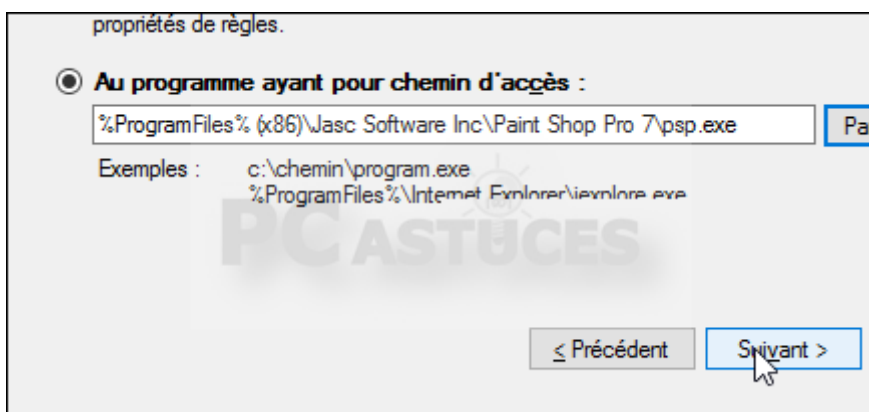 propriétés de règles.
Au programme ayant pour chemin d'accès :
%ProgramFiles% (x86)\Jasc Software Inc\Paint Shop Pro 7\psp.exe
Pa
Exemples :
c:\chemin\program.exe
%ProgramFiles%\Internet Explorer\iexplore.exe
PC ASTUCES
< Précédent
Suivant >